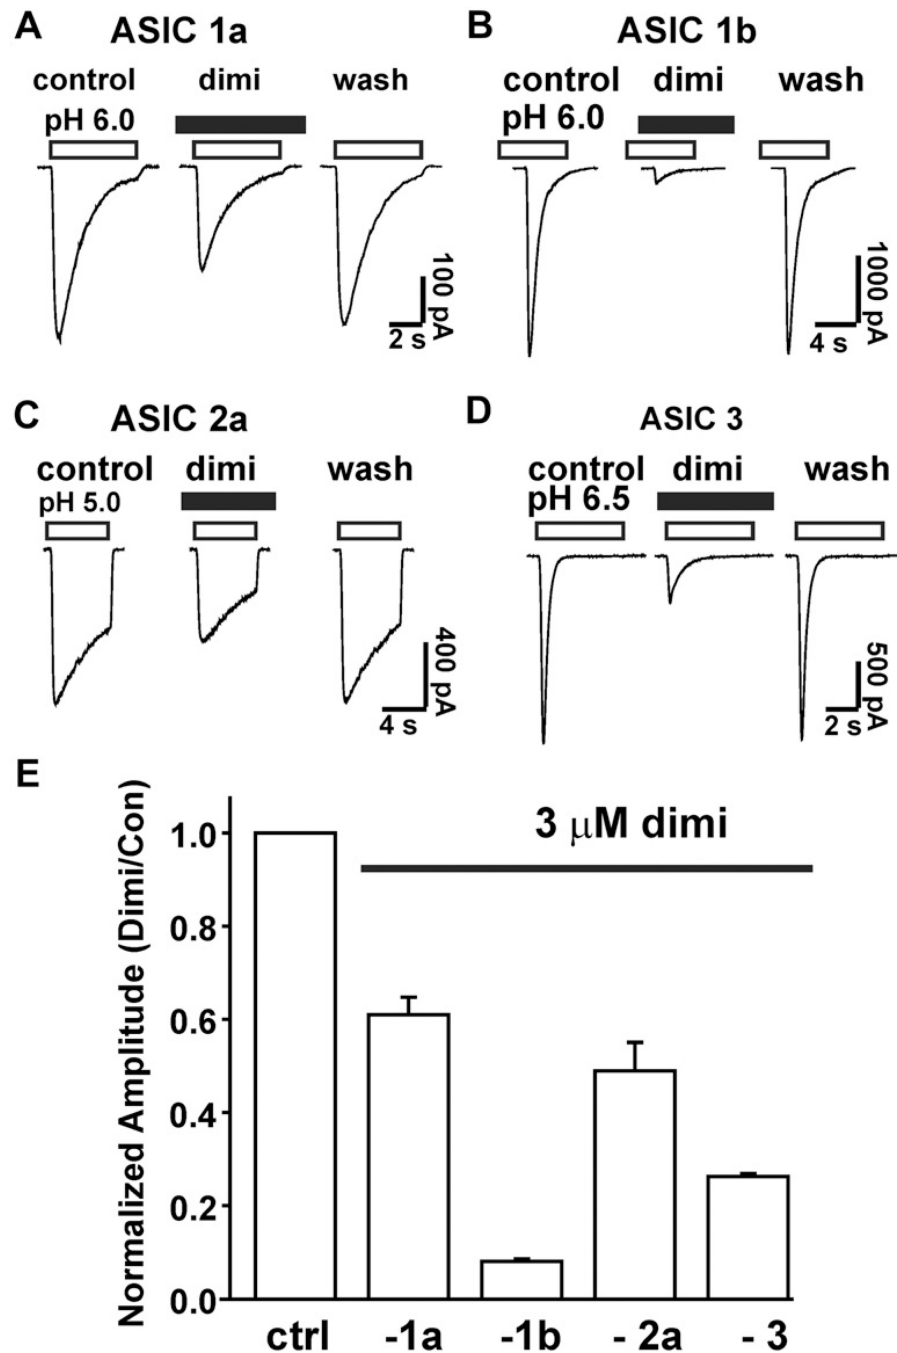 A ASIC 1a
control dimi wash
pH 6.0
100 pA
2 s
B ASIC 1b
control dimi wash
pH 6.0
1000 pA
4 s
C ASIC 2a
control dimi wash
pH 5.0
400 pA
4 s
D ASIC 3
control dimi wash
pH 6.5
500 pA
2 s
E
Normalized Amplitude (Dimi/Con)
3 μM dimi
1.0
0.8
0.6
0.4
0.2
0.0
ctrl -1a -1b - 2a - 3